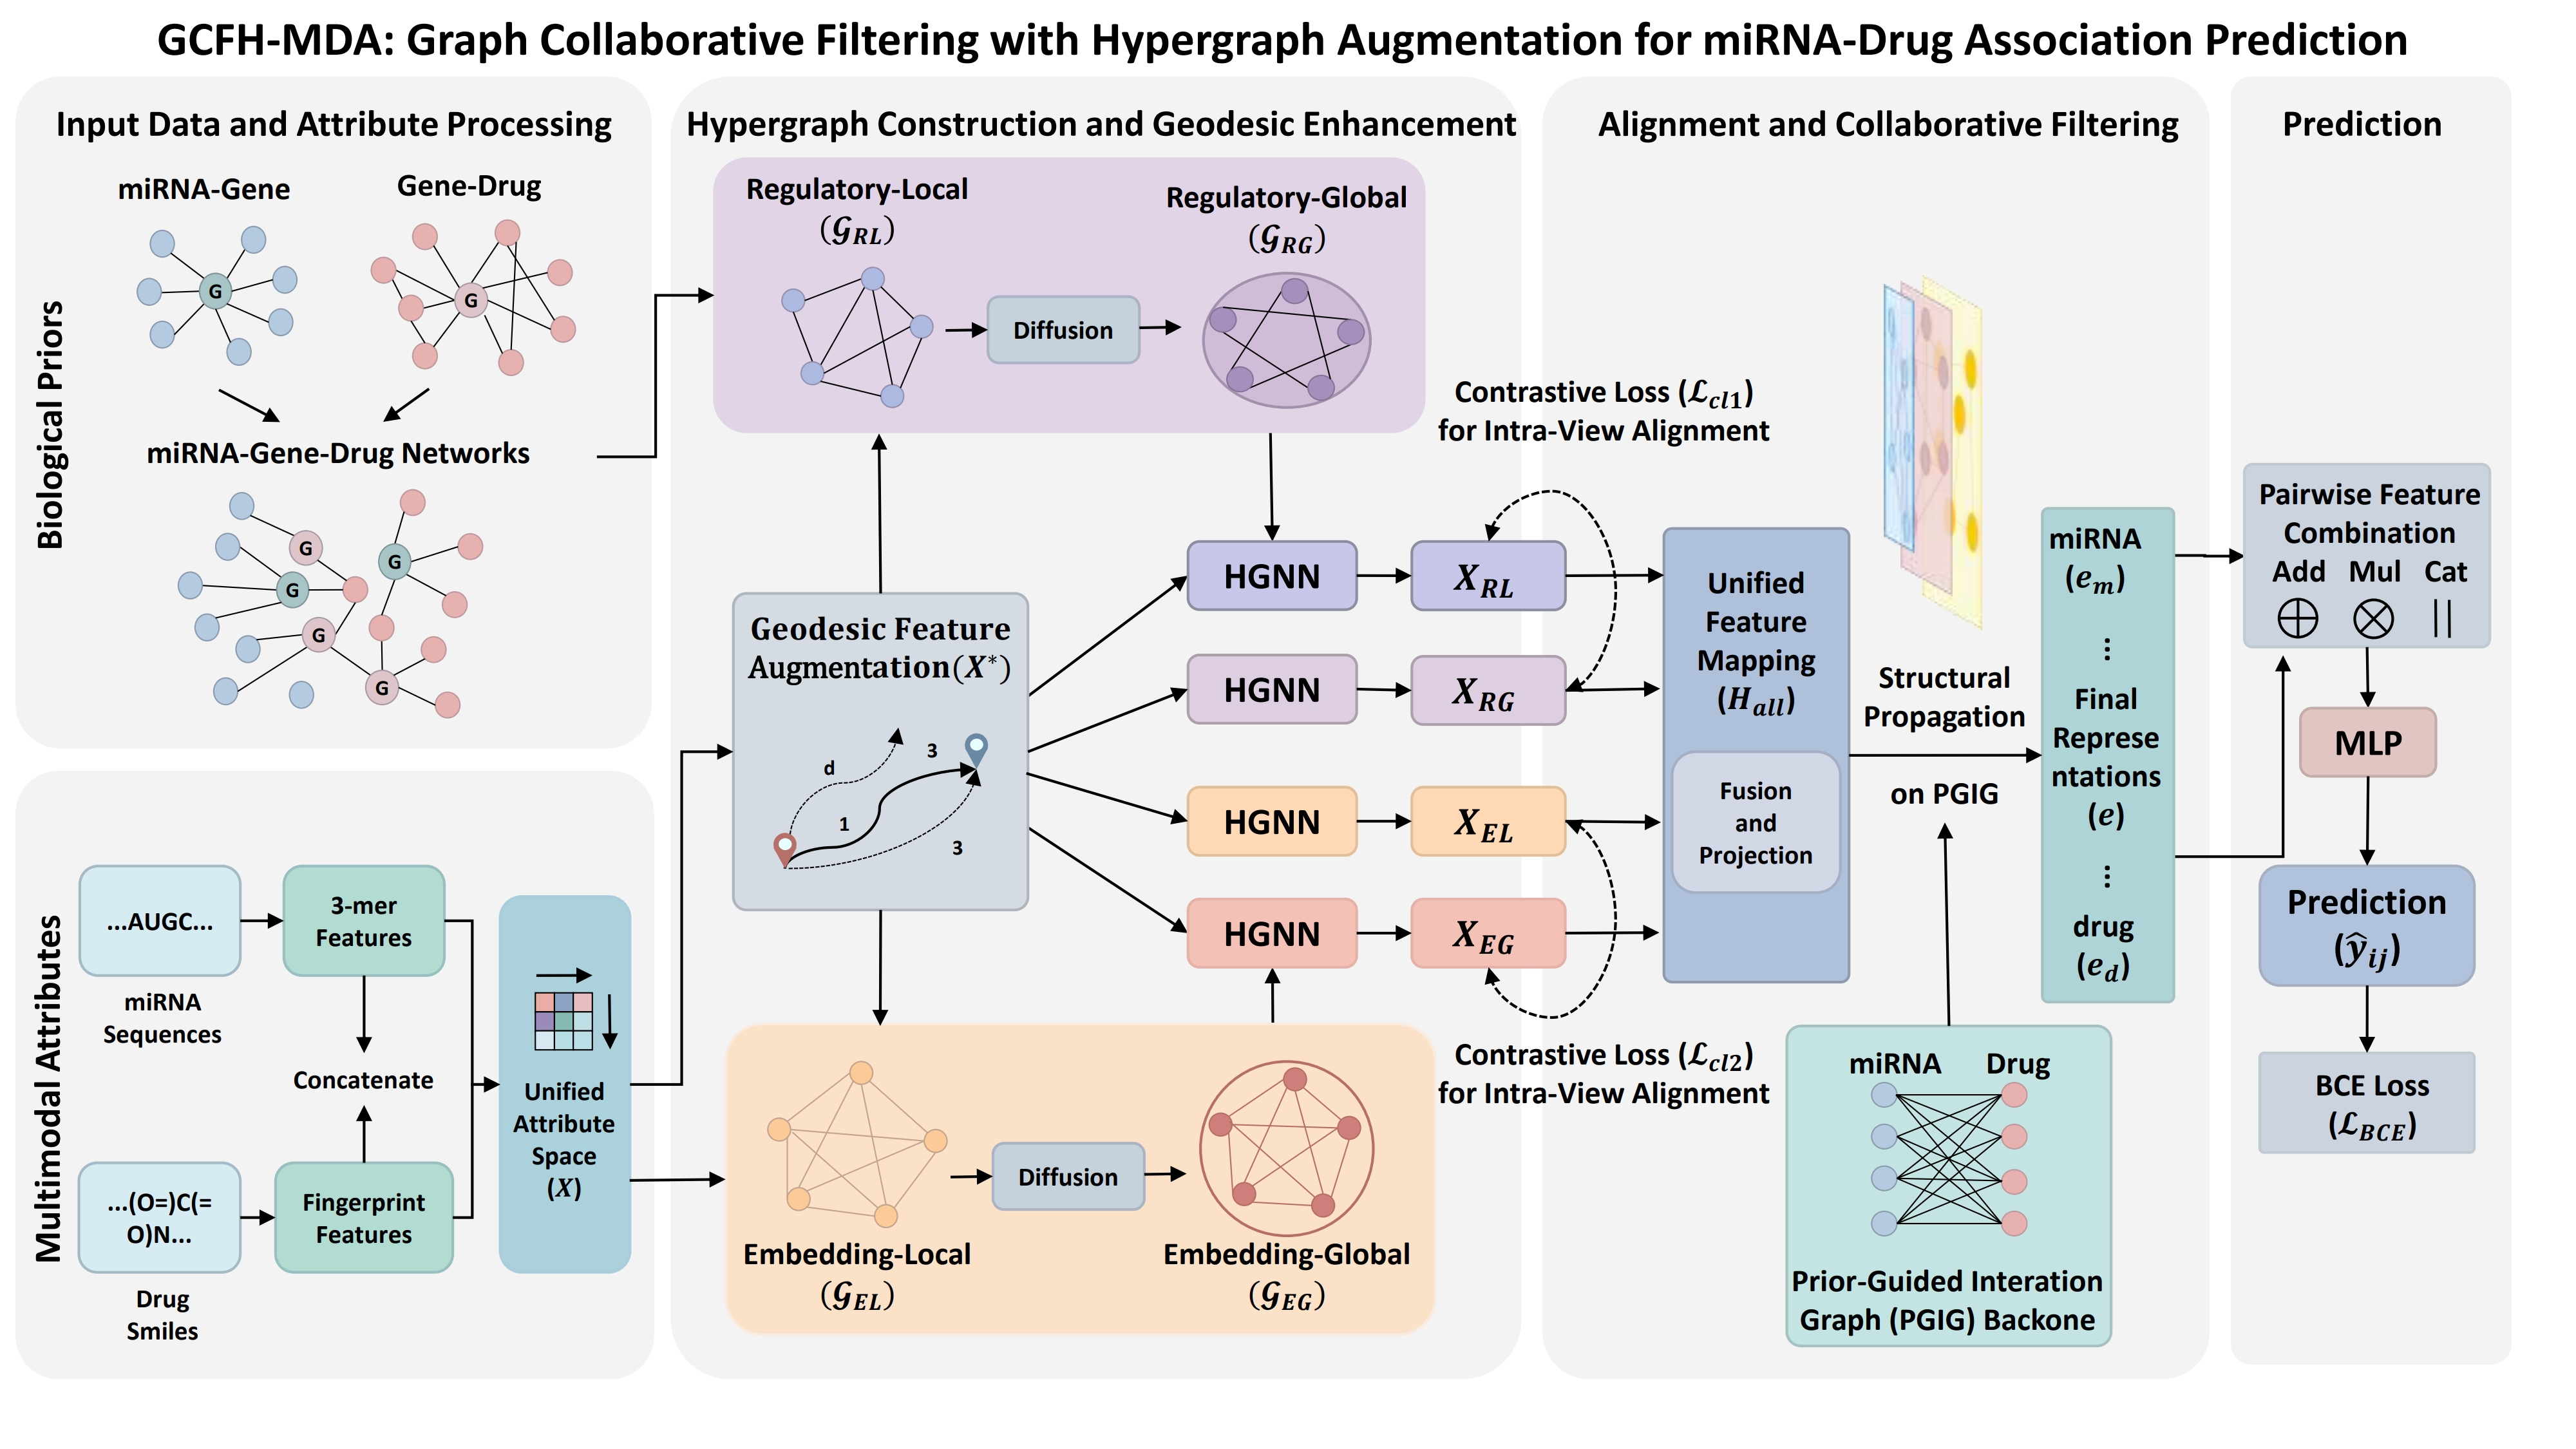 GCFH-MDA: Graph Collaborative Filtering with Hypergraph Augmentation for miRNA-Drug Association Prediction
Input Data and Attribute Processing
Biological Priors
miRNA-Gene
Gene-Drug
G
G
miRNA-Gene-Drug Networks
G
G
G
G
G
Multimodal Attributes
...AUGC...
miRNA
Sequences
3-mer
Features
Concatenate
...(O=)C(=
O)N...
Drug
Smiles
Fingerprint
Features
Unified
Attribute
Space
(X)
Hypergraph Construction and Geodesic Enhancement
Regulatory-Local
(𝒢RL)
Diffusion
Regulatory-Global
(𝒢RG)
Geodesic Feature
Augmentation(X*)
d
3
1
3
HGNN
XRL
HGNN
XRG
HGNN
XEL
HGNN
XEG
Embedding-Local
(𝒢EL)
Diffusion
Embedding-Global
(𝒢EG)
Alignment and Collaborative Filtering
Contrastive Loss (ℒcl1)
for Intra-View Alignment
Contrastive Loss (ℒcl2)
for Intra-View Alignment
Unified
Feature
Mapping
(Hall)
Fusion
and
Projection
Structural
Propagation
on PGIG
miRNA
(em)
⋮
Final
Represe
ntations
(e)
⋮
drug
(ed)
miRNA Drug
Prior-Guided Interation
Graph (PGIG) Backone
Prediction
Pairwise Feature
Combination
Add Mul Cat
⊕ ⊗ ||
MLP
Prediction
(ŷij)
BCE Loss
(ℒBCE)